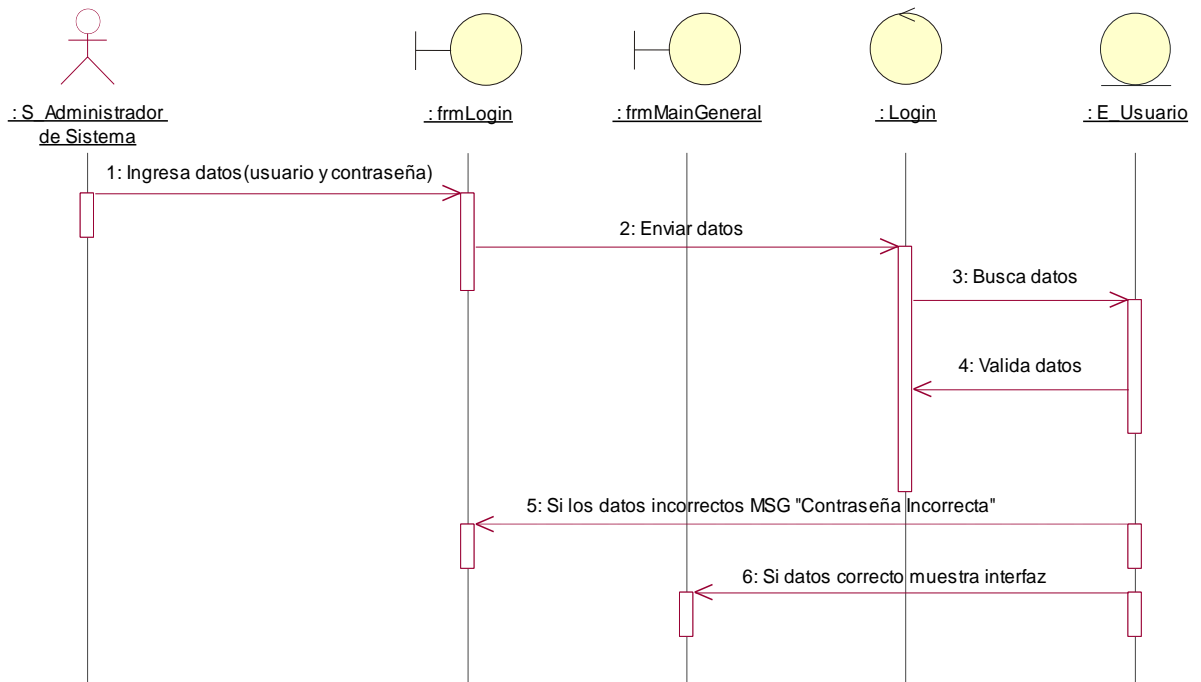 : S_Administrador
de Sistema
: frmLogin
: frmMainGeneral
: Login
: E_Usuario
1: Ingresa datos(usuario y contraseña)
2: Enviar datos
3: Busca datos
4: Valida datos
5: Si los datos incorrectos MSG "Contraseña Incorrecta"
6: Si datos correcto muestra interfaz